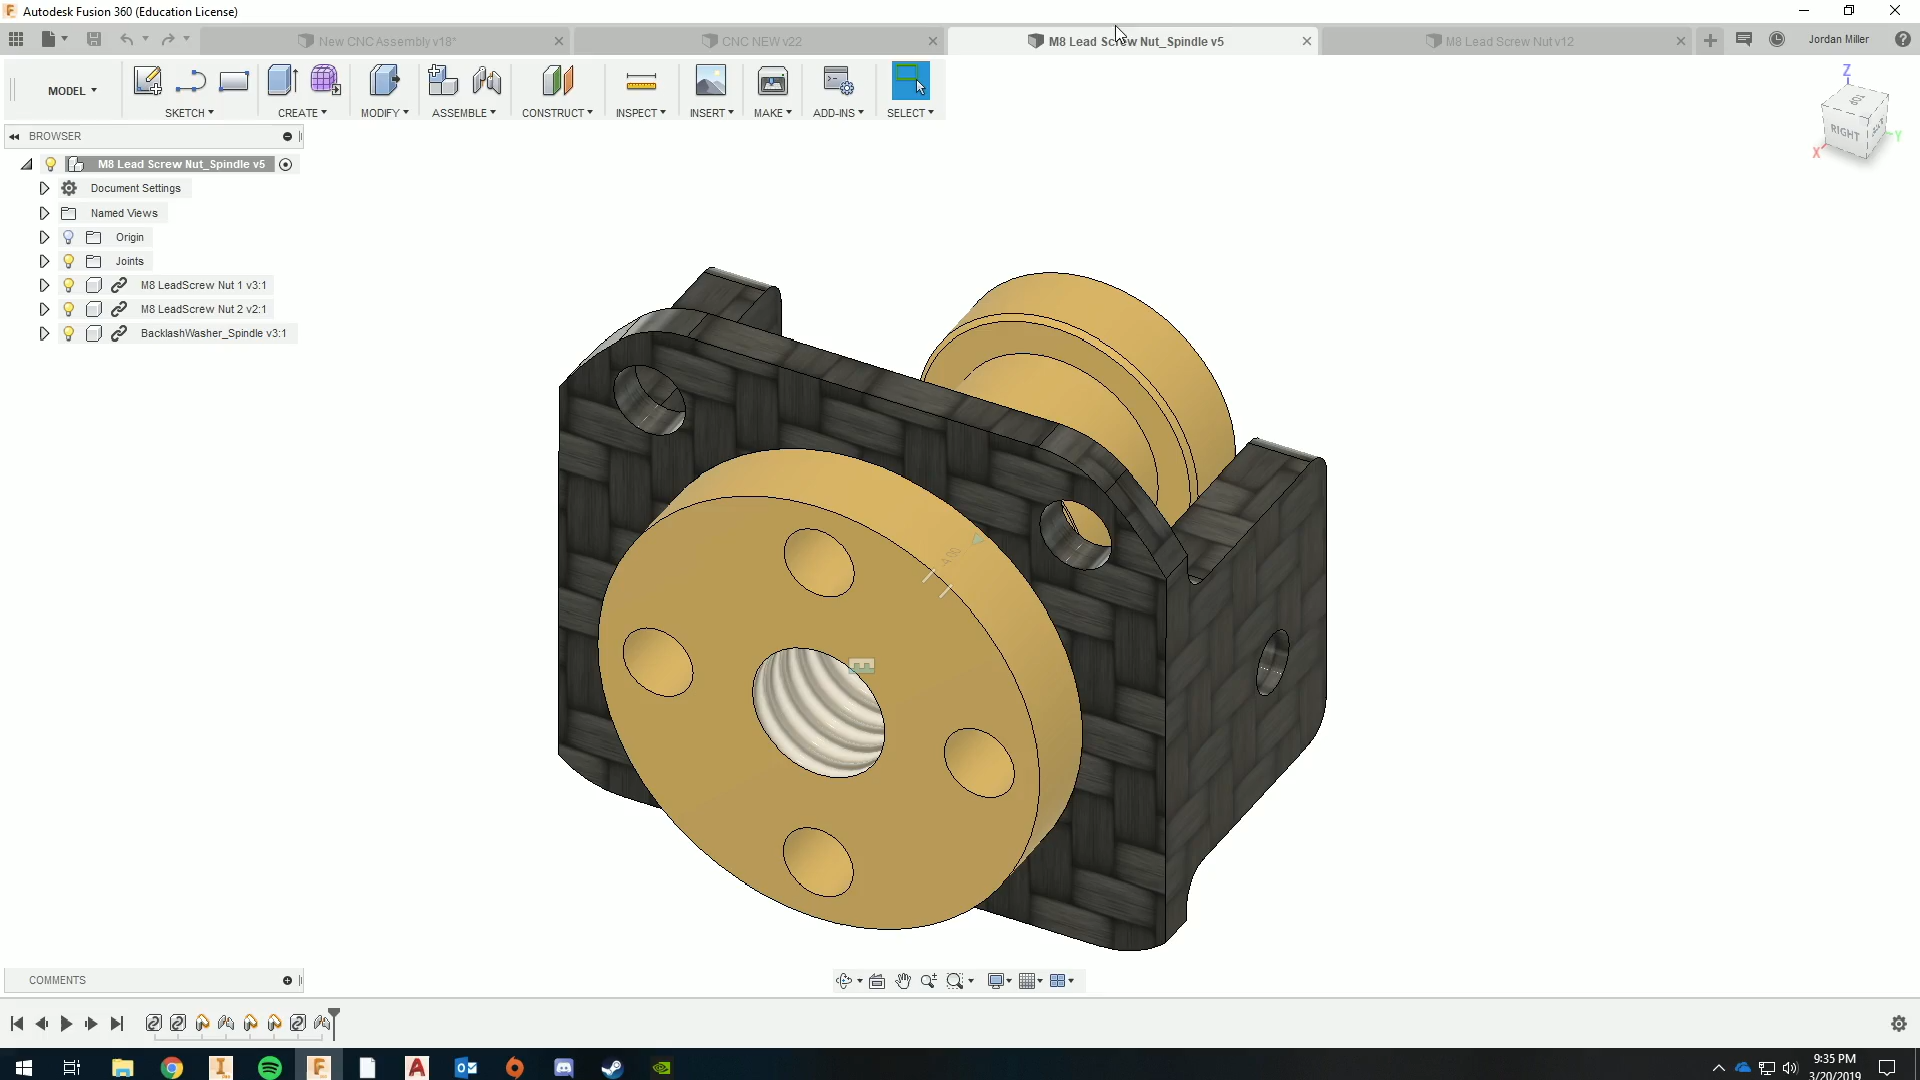 Autodesk Fusion 360 (Education License)
New CNC Assembly v18*
CNC NEW v22
M8 Lead Screw Nut_Spindle v5
M8 Lead Screw Nut v12
Jordan Miller
MODEL
SKETCH
CREATE
MODIFY
ASSEMBLE
CONSTRUCT
INSPECT
INSERT
MAKE
ADD-INS
SELECT
Z
TOP
RIGHT
X
Y
BROWSER
M8 Lead Screw Nut_Spindle v5
Document Settings
Named Views
Origin
Joints
M8 LeadScrew Nut 1 v3:1
M8 LeadScrew Nut 2 v2:1
BacklashWasher_Spindle v3:1
COMMENTS
9:35 PM
3/20/2019